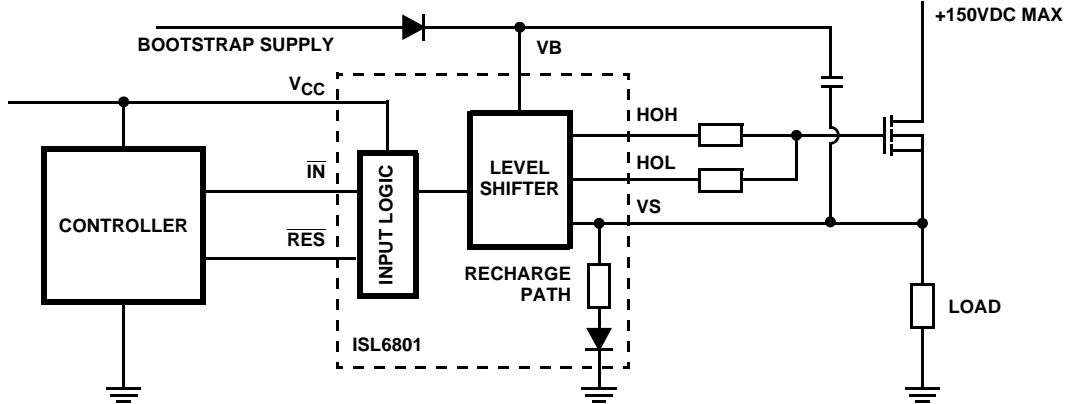 +150VDC MAX
BOOTSTRAP SUPPLY
VB
VCC
HOH
IN
LEVEL
SHIFTER
HOL
INPUT LOGIC
CONTROLLER
VS
RES
RECHARGE
PATH
LOAD
ISL6801